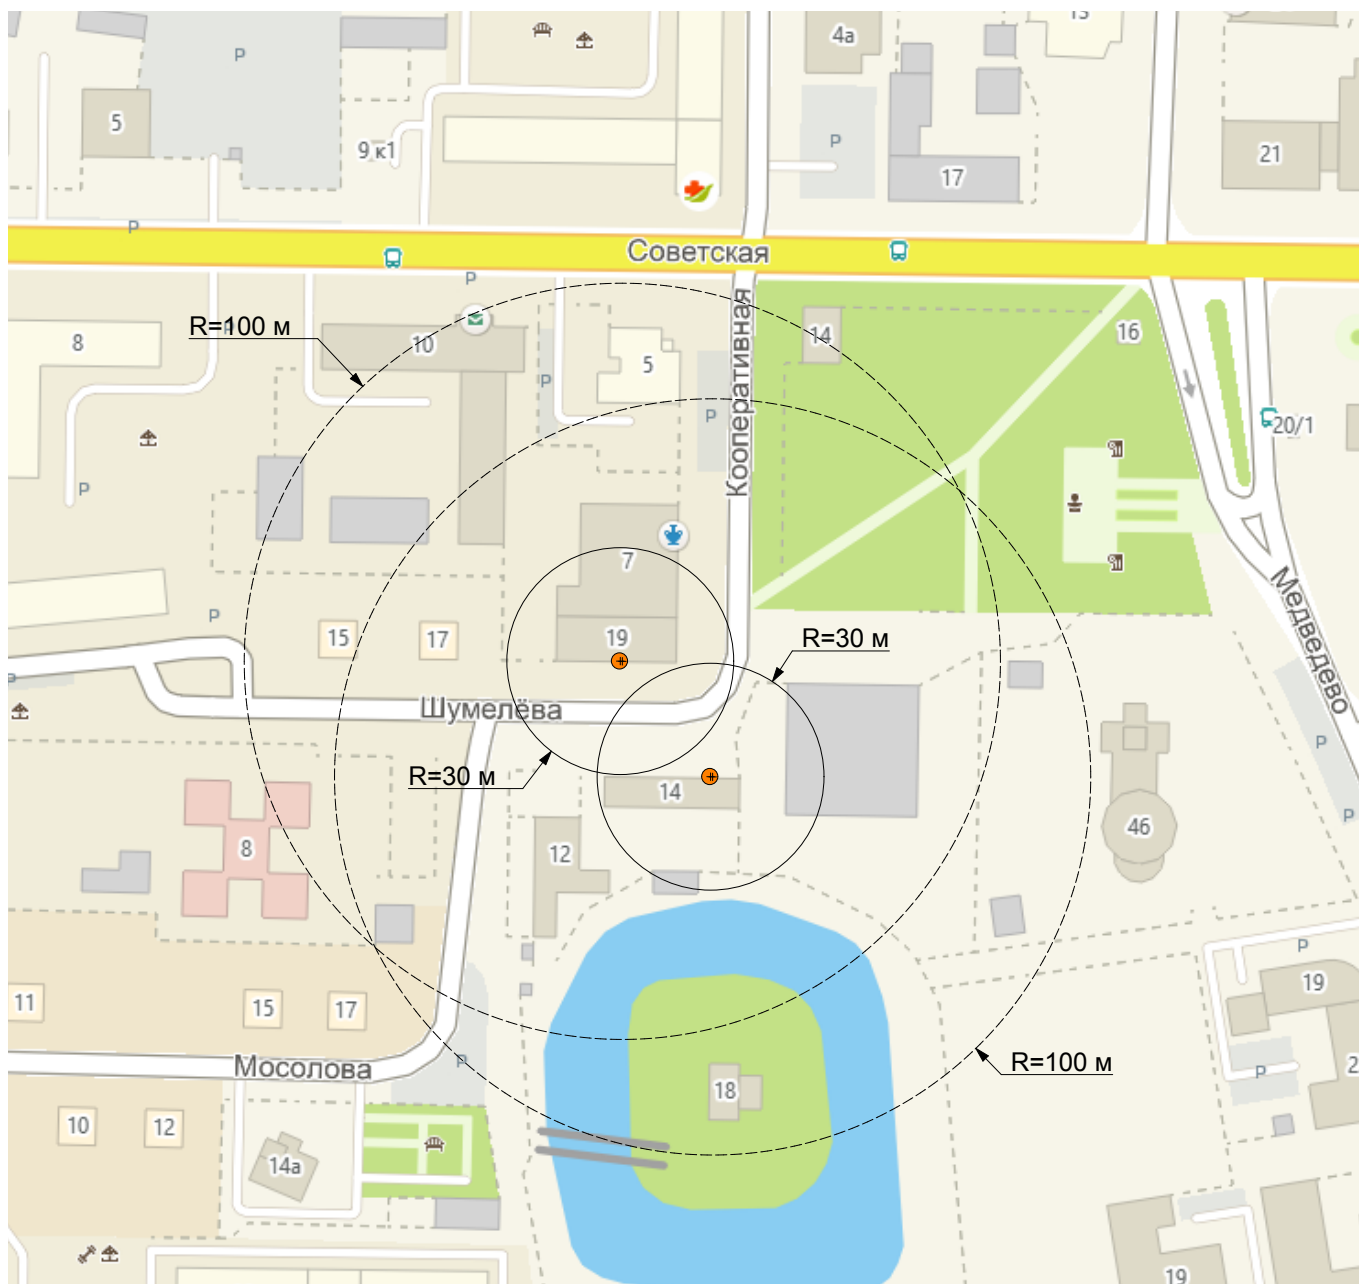 4а
P
5
9 к1
P
17
21
P
Советская
P
R=100 м
P
8
10
14
16
5
P
Кооперативная
P
20/1
P
7
P
15
17
19
R=30 м
Медведево
Шумелёва
P
R=30 м
14
P
46
8
12
P
19
11
15
17
R=100 м
P
Мосолова
P
18
10
12
14а
19